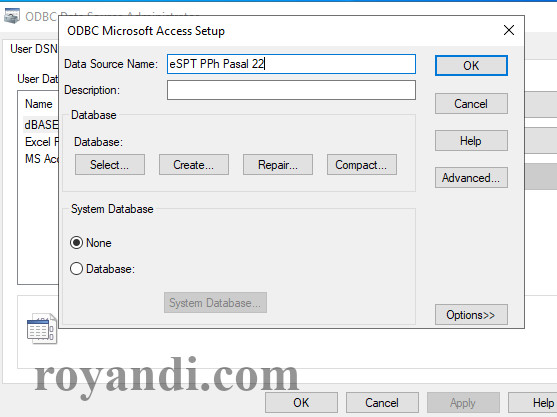 ODBC Data Source Administrator
ODBC Microsoft Access Setup
User DSN
User Dat
Name
dBASE
Excel F
MS Acc
Data Source Name:
eSPT PPh Pasal 22
Description:
Database
Database:
Select...
Create...
Repair...
Compact...
System Database
None
Database:
System Database...
OK
Cancel
Help
Advanced...
Options>>
royandi.com
OK
Cancel
Apply
Help